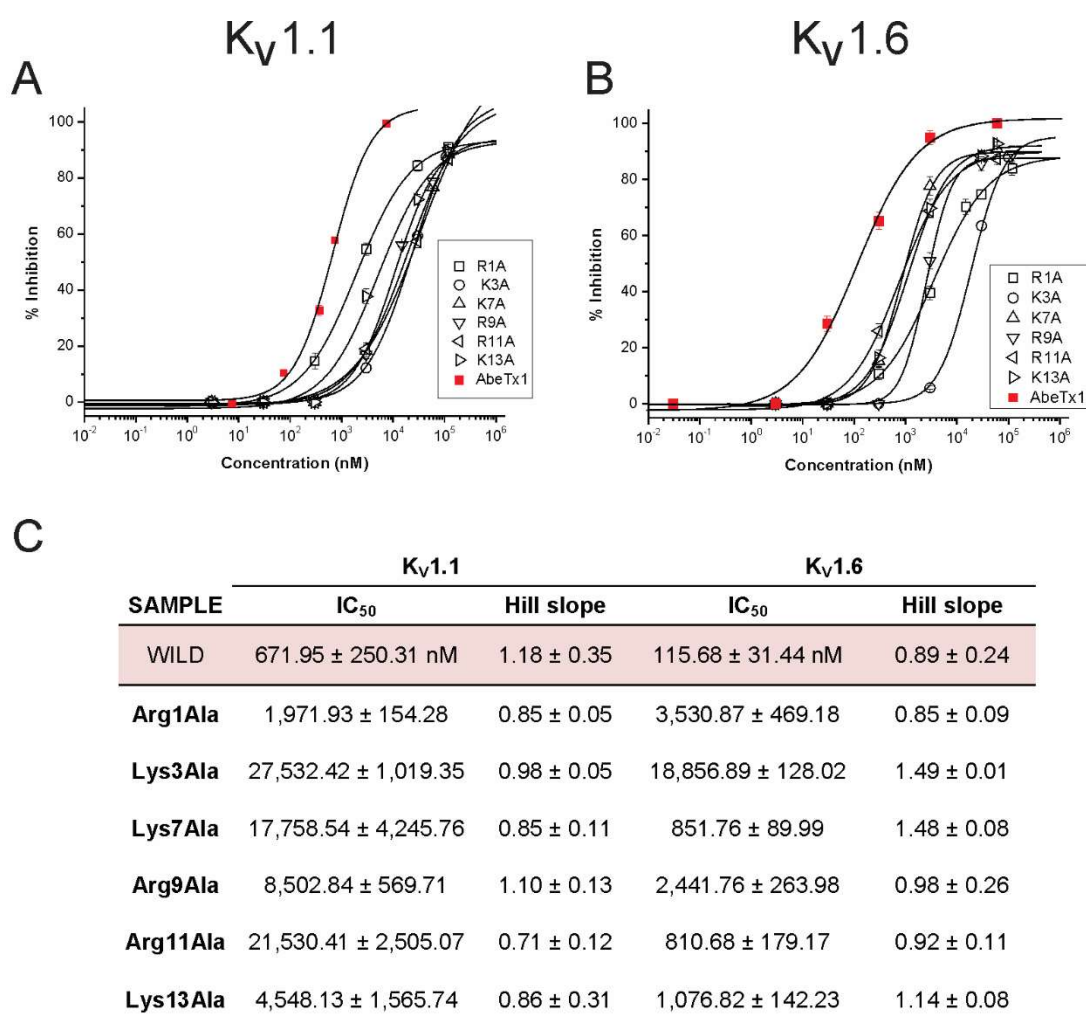 Kv1.1
Kv1.6
A
B
% Inhibition
100
80
60
40
20
0
R1A
K3A
K7A
R9A
R11A
K13A
AbeTx1
10⁻² 10⁻¹ 10⁰ 10¹ 10² 10³ 10⁴ 10⁵ 10⁶
Concentration (nM)
% Inhibition
100
80
60
40
20
0
R1A
K3A
K7A
R9A
R11A
K13A
AbeTx1
10⁻² 10⁻¹ 10⁰ 10¹ 10² 10³ 10⁴ 10⁵ 10⁶
Concentration (nM)
C
Kv1.1 Kv1.6
SAMPLE IC₅₀ Hill slope IC₅₀ Hill slope
WILD 671.95 ± 250.31 nM 1.18 ± 0.35 115.68 ± 31.44 nM 0.89 ± 0.24
Arg1Ala 1,971.93 ± 154.28 0.85 ± 0.05 3,530.87 ± 469.18 0.85 ± 0.09
Lys3Ala 27,532.42 ± 1,019.35 0.98 ± 0.05 18,856.89 ± 128.02 1.49 ± 0.01
Lys7Ala 17,758.54 ± 4,245.76 0.85 ± 0.11 851.76 ± 89.99 1.48 ± 0.08
Arg9Ala 8,502.84 ± 569.71 1.10 ± 0.13 2,441.76 ± 263.98 0.98 ± 0.26
Arg11Ala 21,530.41 ± 2,505.07 0.71 ± 0.12 810.68 ± 179.17 0.92 ± 0.11
Lys13Ala 4,548.13 ± 1,565.74 0.86 ± 0.31 1,076.82 ± 142.23 1.14 ± 0.08